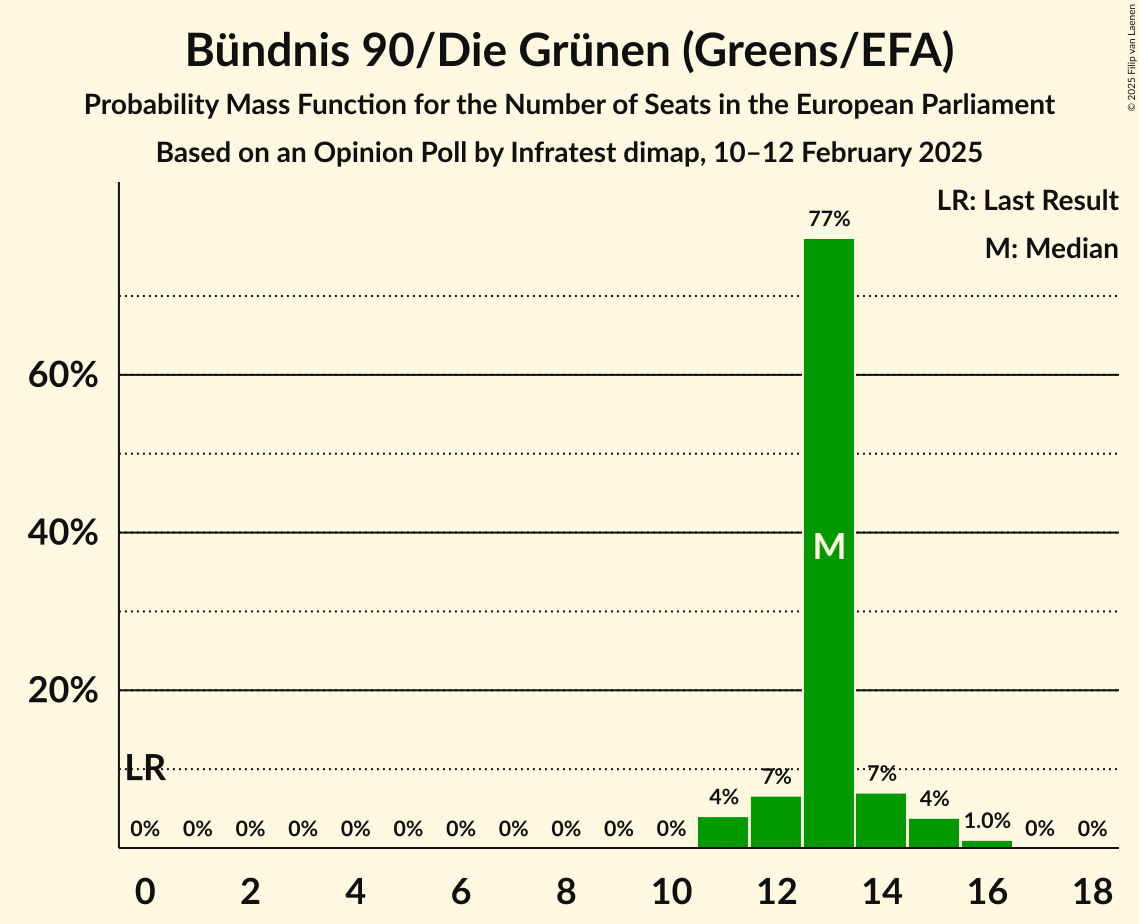 Bündnis 90/Die Grünen (Greens/EFA)
Probability Mass Function for the Number of Seats in the European Parliament
Based on an Opinion Poll by Infratest dimap, 10–12 February 2025
© 2025 Filip van Laenen
LR: Last Result
M: Median
77%
60%
40%
M
20%
LR
0% 0% 0% 0% 0% 0% 0% 0% 0% 0% 0% 4% 7% 7% 4% 1.0% 0% 0%
0 2 4 6 8 10 12 14 16 18